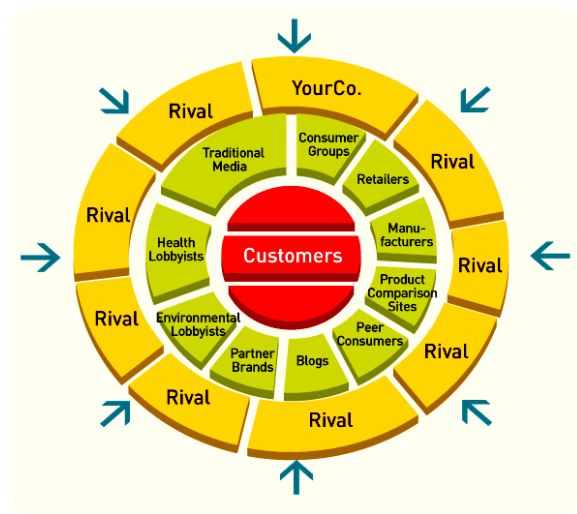 YourCo.
Rival
Rival
Rival
Rival
Rival
Rival
Rival
Rival
Rival
Traditional
Media
Consumer
Groups
Retailers
Manu-
facturers
Product
Comparison
Sites
Peer
Consumers
Blogs
Partner
Brands
Environmental
Lobbyists
Health
Lobbyists
Customers